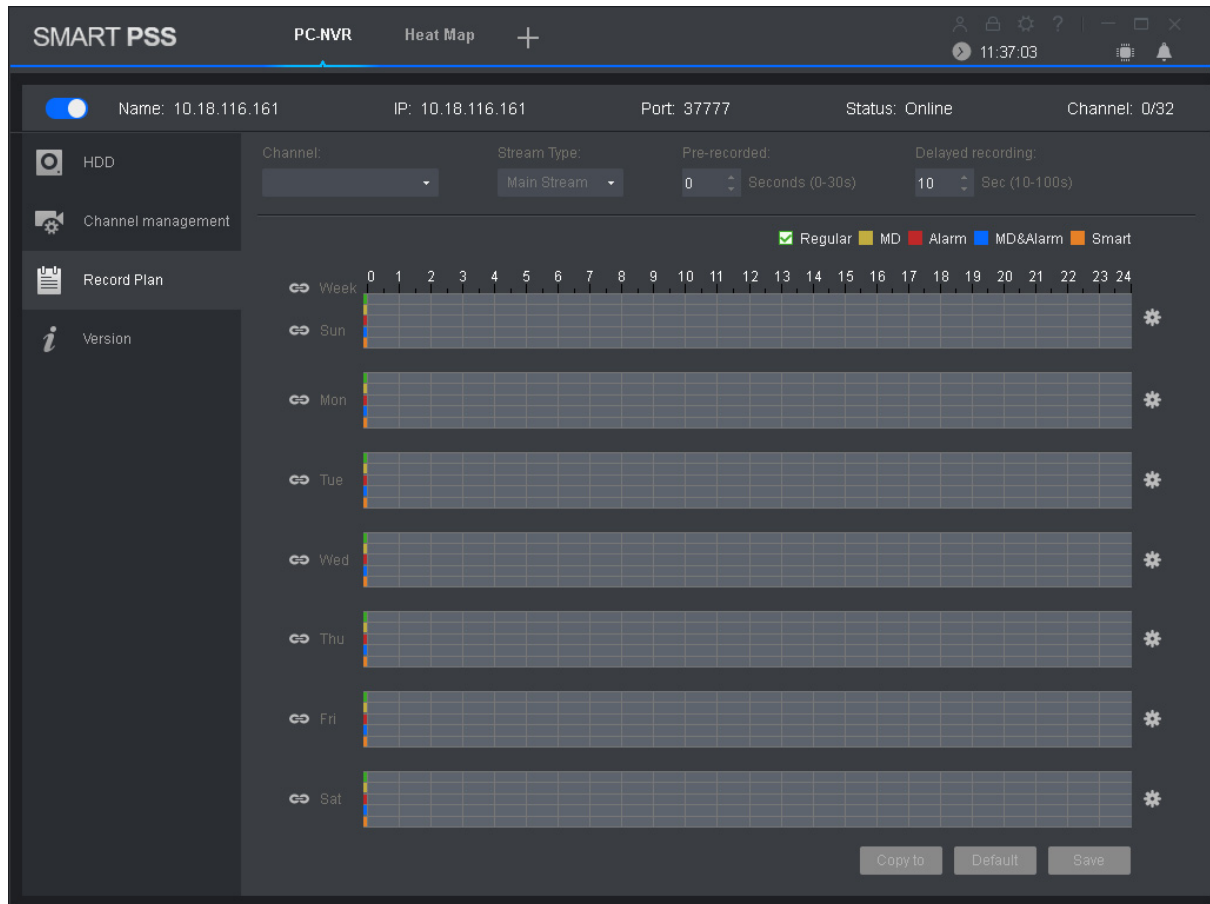 SMART PSS PC-NVR Heat Map + ?
11:37:03
Name: 10.18.116.161 IP: 10.18.116.161 Port: 37777 Status: Online Channel: 0/32
HDD
Channel management
Record Plan
Version
Channel: Stream Type: Pre-recorded: Delayed recording:
Main Stream 0 Seconds (0-30s) 10 Sec (10-100s)
Regular MD Alarm MD&Alarm Smart
Week 0 1 2 3 4 5 6 7 8 9 10 11 12 13 14 15 16 17 18 19 20 21 22 23 24
Sun
Mon
Tue
Wed
Thu
Fri
Sat
Copy to Default Save